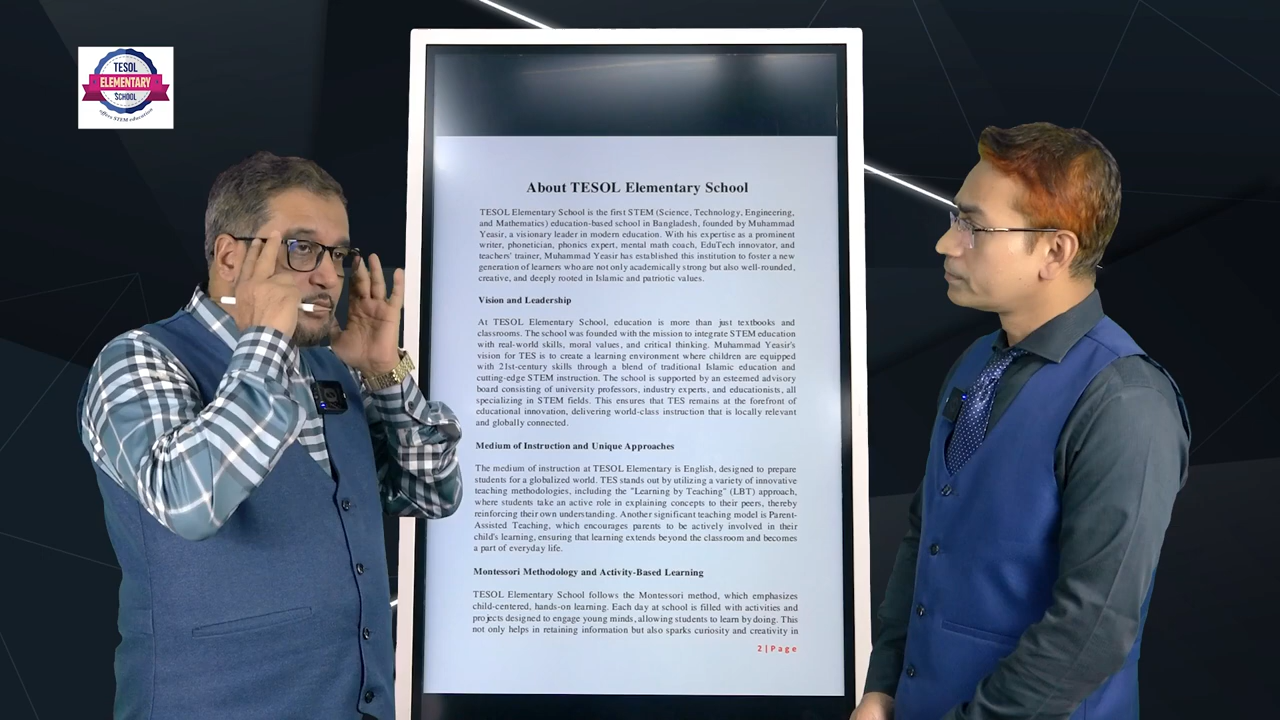 TESOL
ELEMENTARY
SCHOOL
offers STEM education
About TESOL Elementary School
TESOL Elementary School is the first STEM (Science, Technology, Engineering,
and Mathematics) education-based school in Bangladesh, founded by Muhammad
Yeasir, a visionary leader in modern education. With his expertise as a prominent
writer, phonetician, phonics expert, mental math coach, EduTech innovator, and
teachers' trainer, Muhammad Yeasir has established this institution to foster a new
generation of learners who are not only academically strong but also well-rounded,
creative, and deeply rooted in Islamic and patriotic values.
Vision and Leadership
At TESOL Elementary School, education is more than just textbooks and
classrooms. The school was founded with the mission to integrate STEM education
with real-world skills, moral values, and critical thinking. Muhammad Yeasir's
vision for TES is to create a learning environment where children are equipped
with 21st-century skills through a blend of traditional Islamic education and
cutting-edge STEM instruction. The school is supported by an esteemed advisory
board consisting of university professors, industry experts, and educationists, all
specializing in STEM fields. This ensures that TES remains at the forefront of
educational innovation, delivering world-class instruction that is locally relevant
and globally connected.
Medium of Instruction and Unique Approaches
The medium of instruction at TESOL Elementary is English, designed to prepare
students for a globalized world. TES stands out by utilizing a variety of innovative
teaching methodologies, including the "Learning by Teaching" (LBT) approach,
where students take an active role in explaining concepts to their peers, thereby
reinforcing their own understanding. Another significant teaching model is Parent-
Assisted Teaching, which encourages parents to be actively involved in their
child's learning, ensuring that learning extends beyond the classroom and becomes
a part of everyday life.
Montessori Methodology and Activity-Based Learning
TESOL Elementary School follows the Montessori method, which emphasizes
child-centered, hands-on learning. Each day at school is filled with activities and
projects designed to engage young minds, allowing students to learn by doing. This
not only helps in retaining information but also sparks curiosity and creativity in
2 | Page